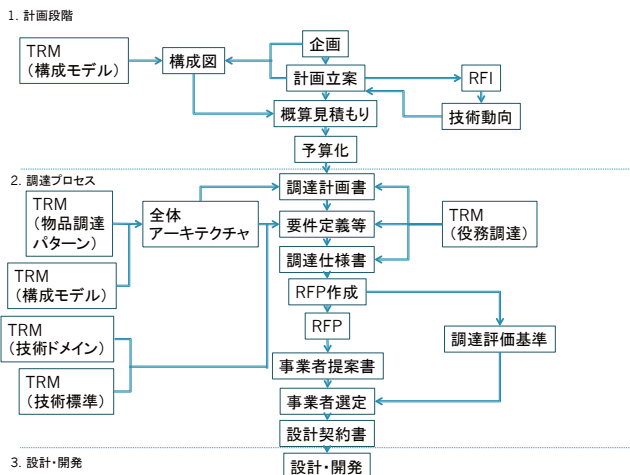 1. 計画段階
TRM
（構成モデル）
構成図
企画
計画立案
RFI
技術動向
概算見積もり
予算化
2. 調達プロセス
TRM
（物品調達
パターン）
全体
アーキテクチャ
調達計画書
要件定義等
TRM
（役務調達）
調達仕様書
TRM
（構成モデル）
RFP作成
RFP
TRM
（技術ドメイン）
調達評価基準
事業者提案書
TRM
（技術標準）
事業者選定
設計契約書
3. 設計・開発
設計・開発